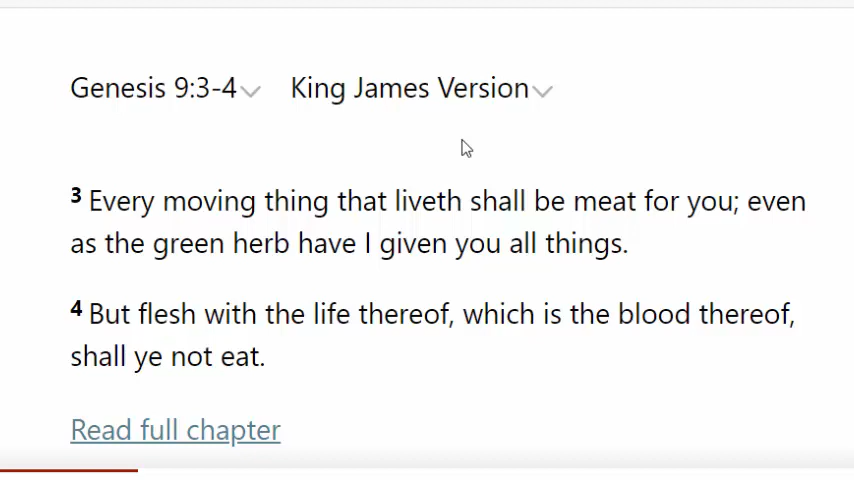 Genesis 9:3-4 King James Version
3 Every moving thing that liveth shall be meat for you; even
as the green herb have I given you all things.
4 But flesh with the life thereof, which is the blood thereof,
shall ye not eat.
Read full chapter